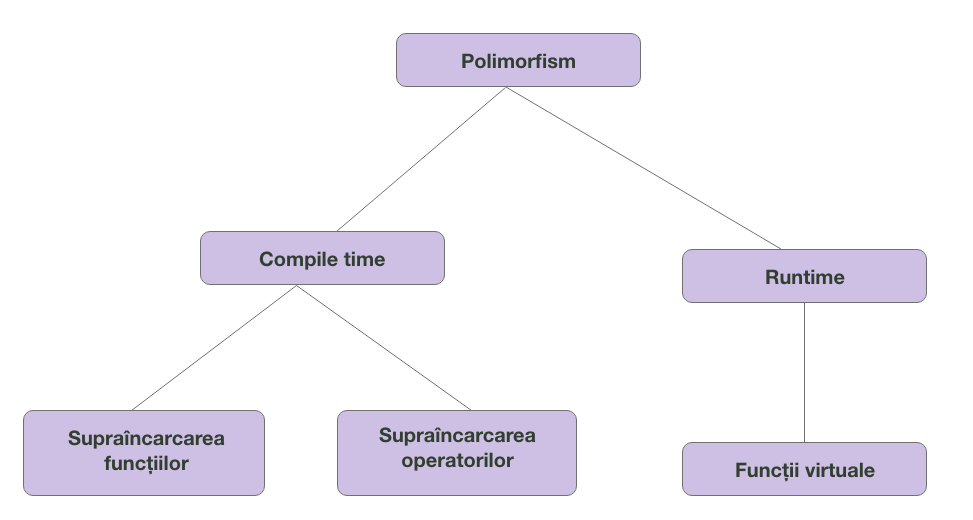 Polimorfism
Compile time
Runtime
Supraîncarcarea
funcțiilor
Supraîncarcarea
operatorilor
Funcții virtuale